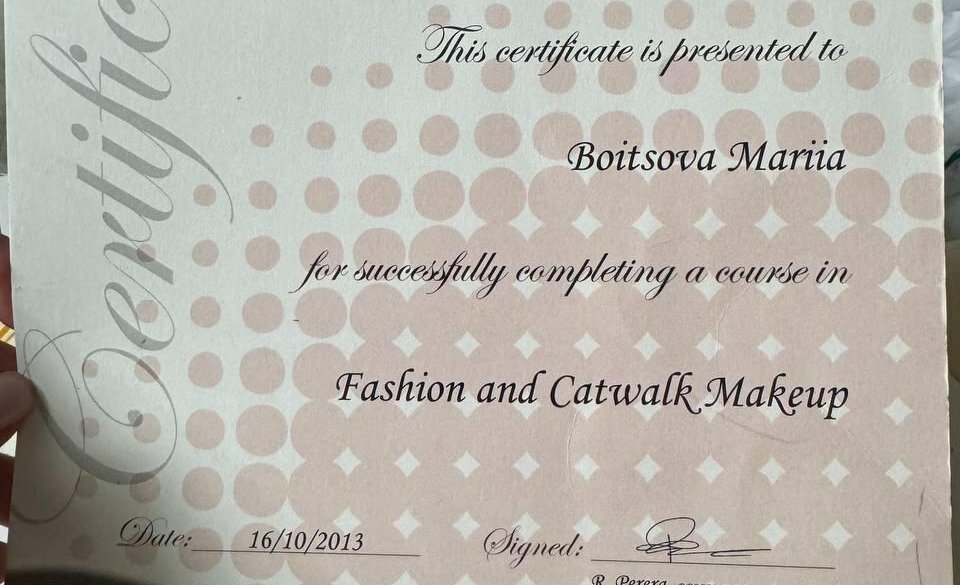 Certific
This certificate is presented to
Boitsova Mariia
for successfully completing a course in
Fashion and Catwalk Makeup
Date: 16/10/2013 Signed:
R. Perera